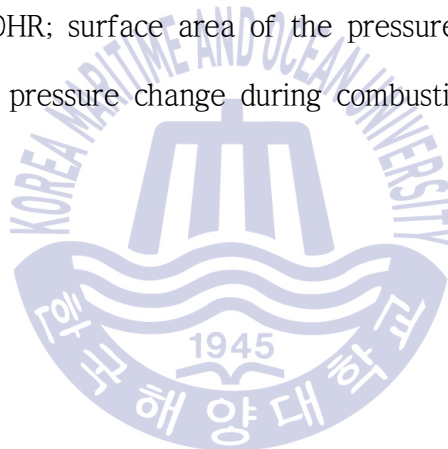 OHR; surface area of the pressure
pressure change during combusti
KOREA MARITIME AND OCEAN UNIVERSITY
1945
한국해양대학교